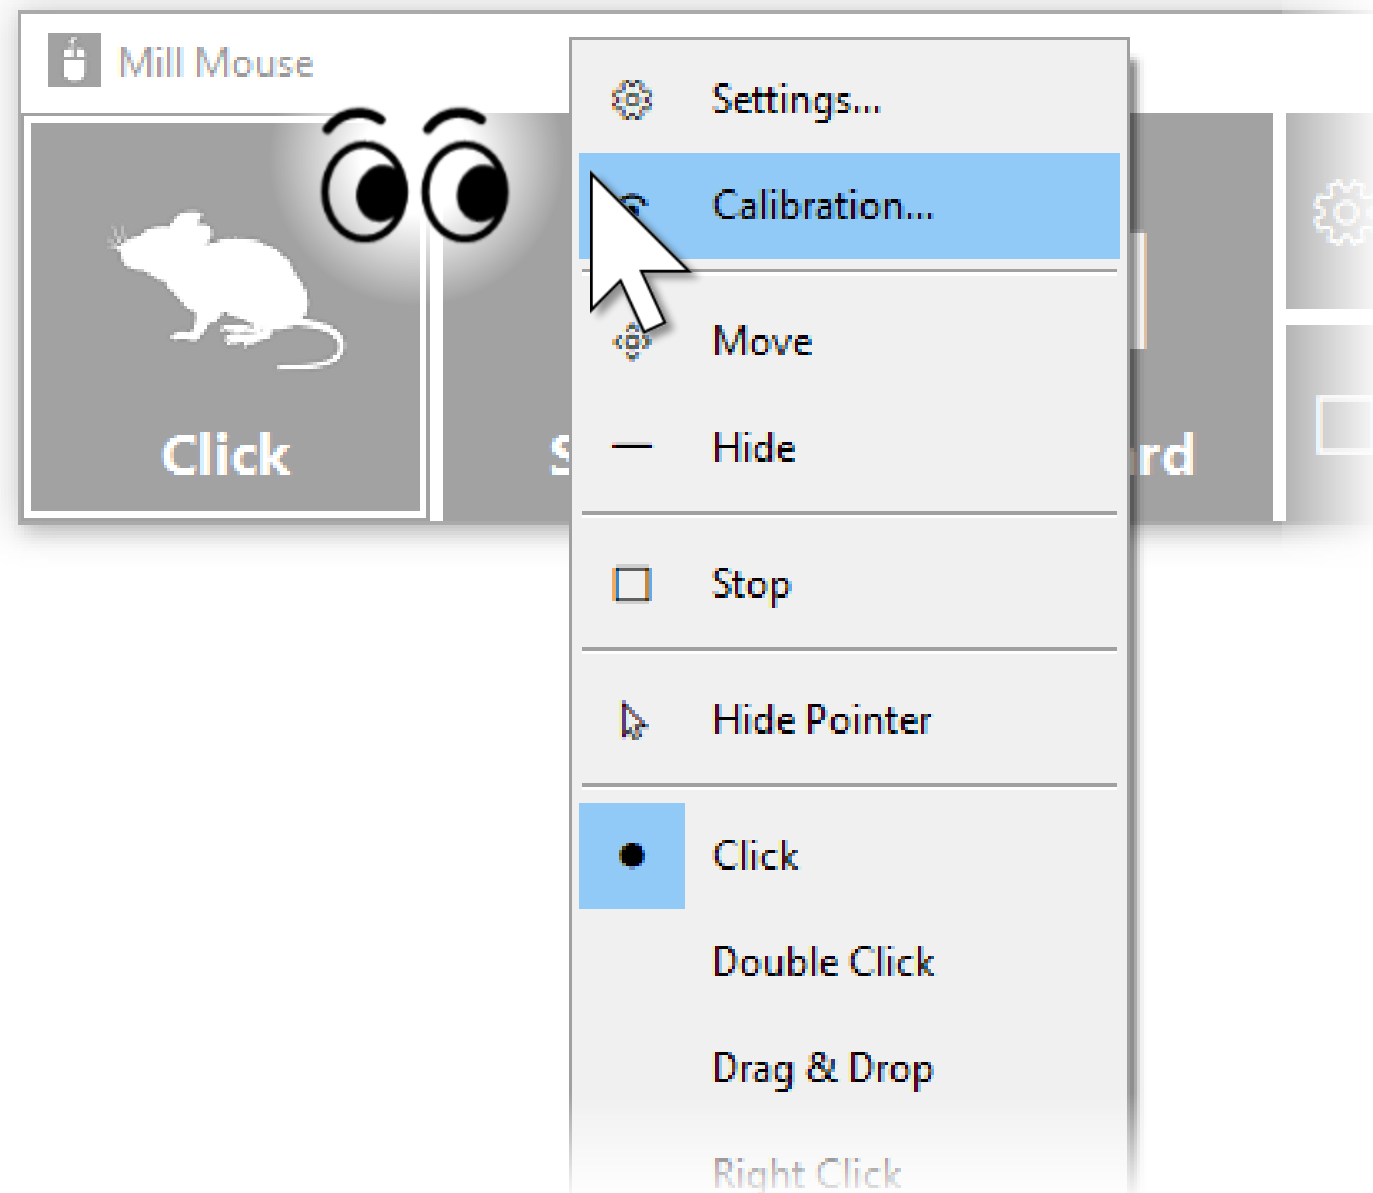 Mill Mouse
Click
Settings...
Calibration...
Move
Hide
Stop
Hide Pointer
Click
Double Click
Drag & Drop
Right Click